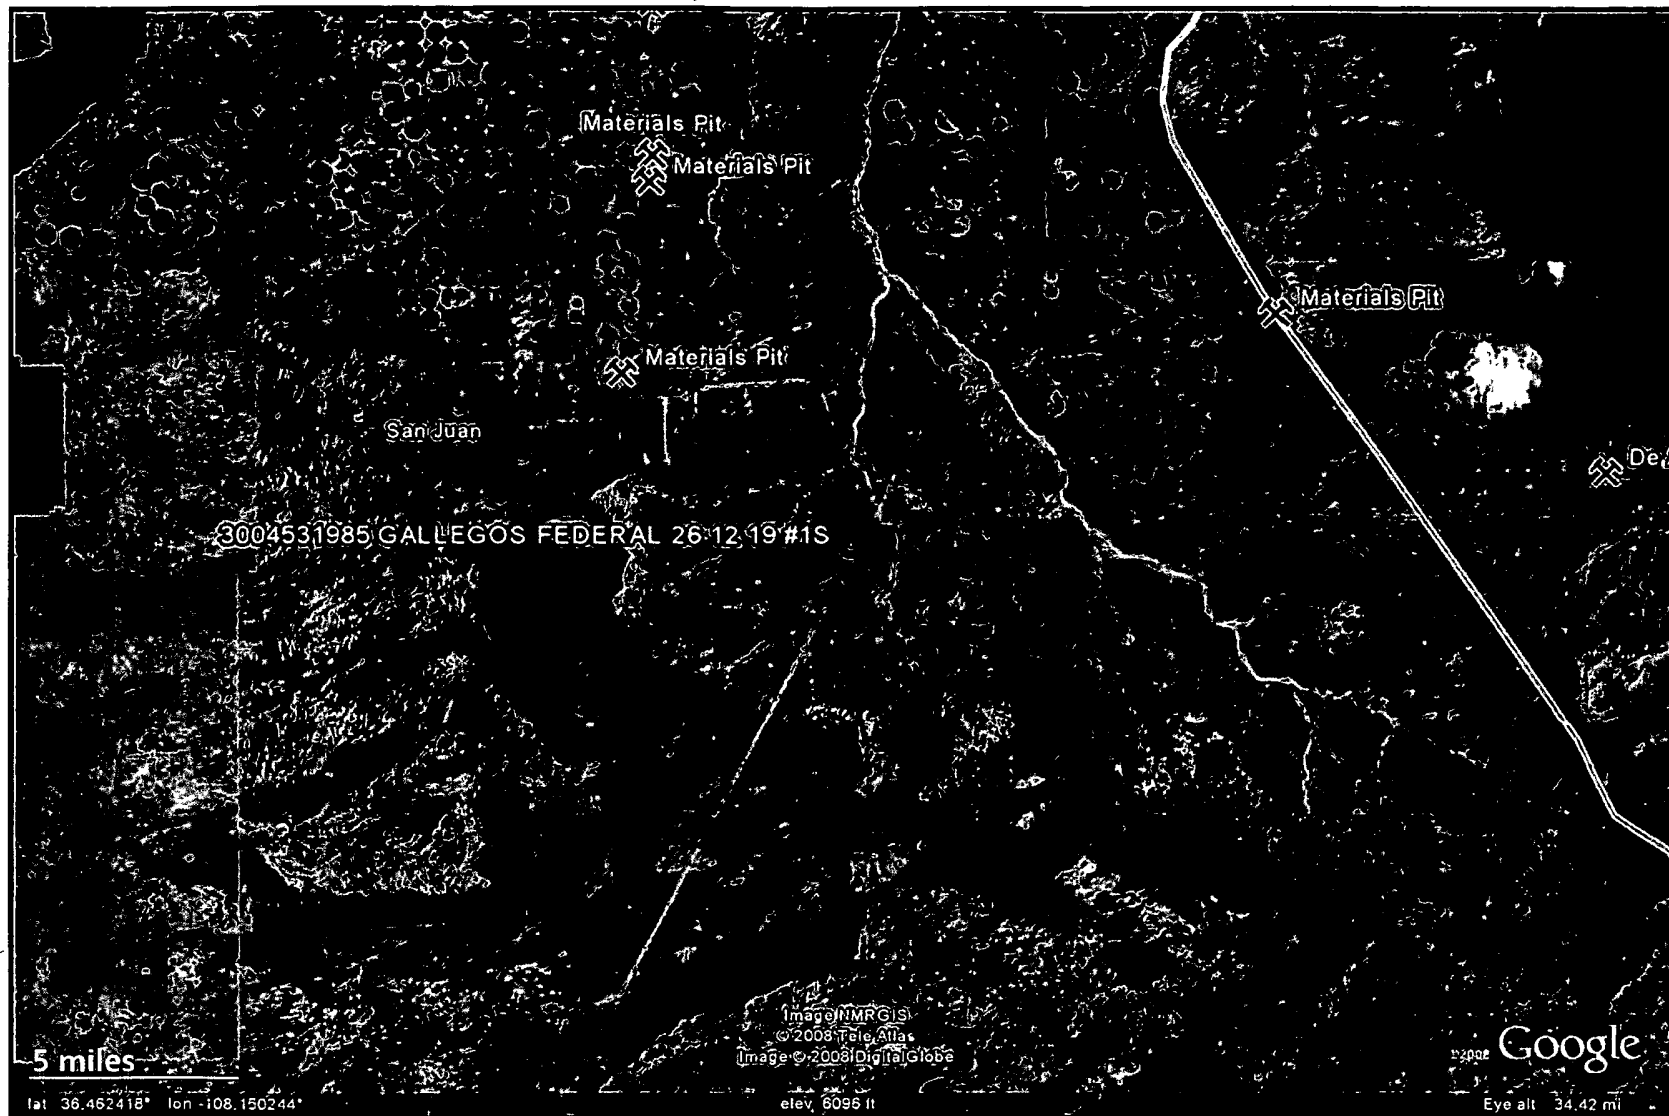 Materials Pit
Materials Pit
Materials Pit
Materials Pit
San Juan
De
3004531985 GALLEGOS FEDERAL 26 12 19 #1S
Image NMRGIS
© 2008 Tele Atlas
Image © 2008 DigitalGlobe
5 miles
Google
lat 36.462418° lon -108.150244°
elev 6096 ft
Eye alt 34.42 mi